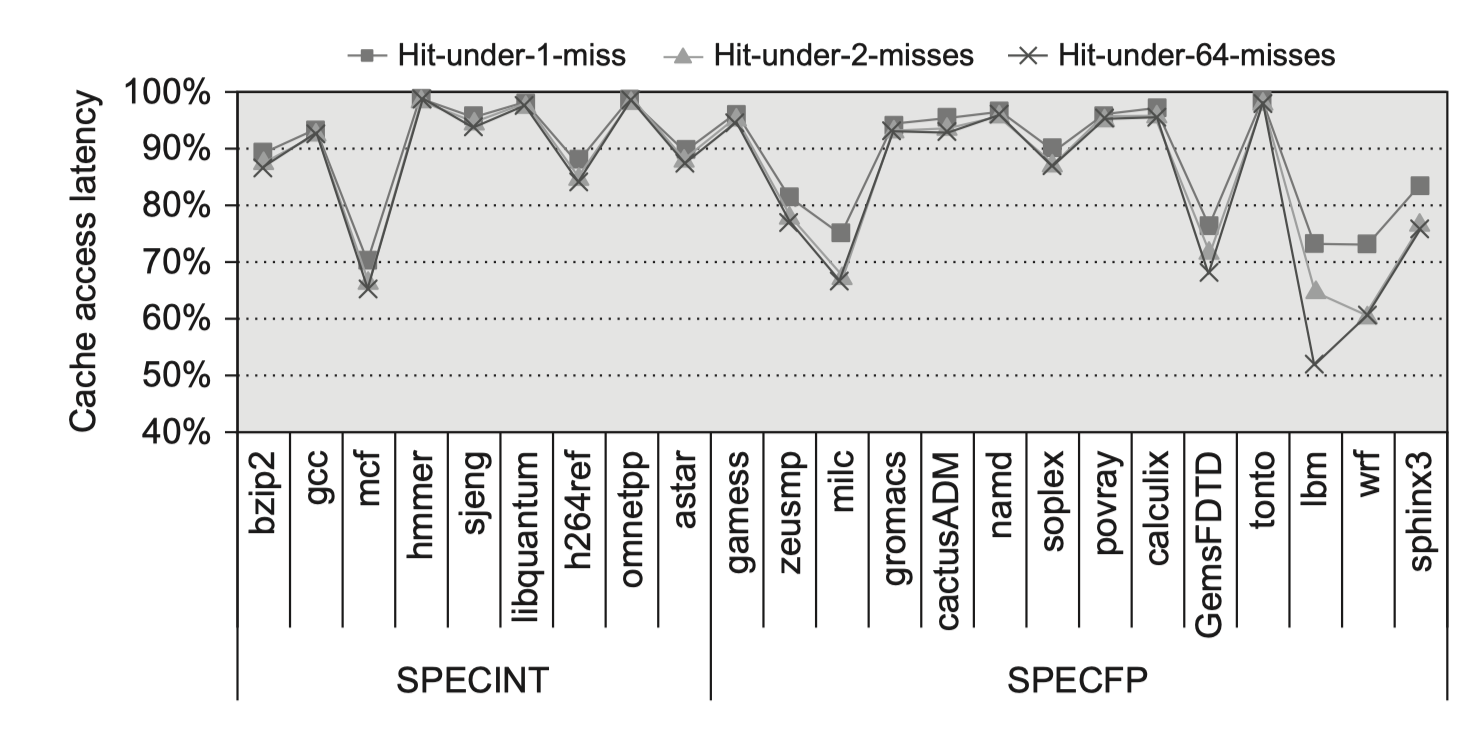 Hit-under-1-miss Hit-under-2-misses Hit-under-64-misses
Cache access latency
100%
90%
80%
70%
60%
50%
40%
bzip2
gcc
mcf
hmmer
sjeng
libquantum
h264ref
omnetpp
astar
gamess
zeusmp
milc
gromacs
cactusADM
namd
soplex
povray
calculix
GemsFDTD
tonto
lbm
wrf
sphinx3
SPECINT SPECFP